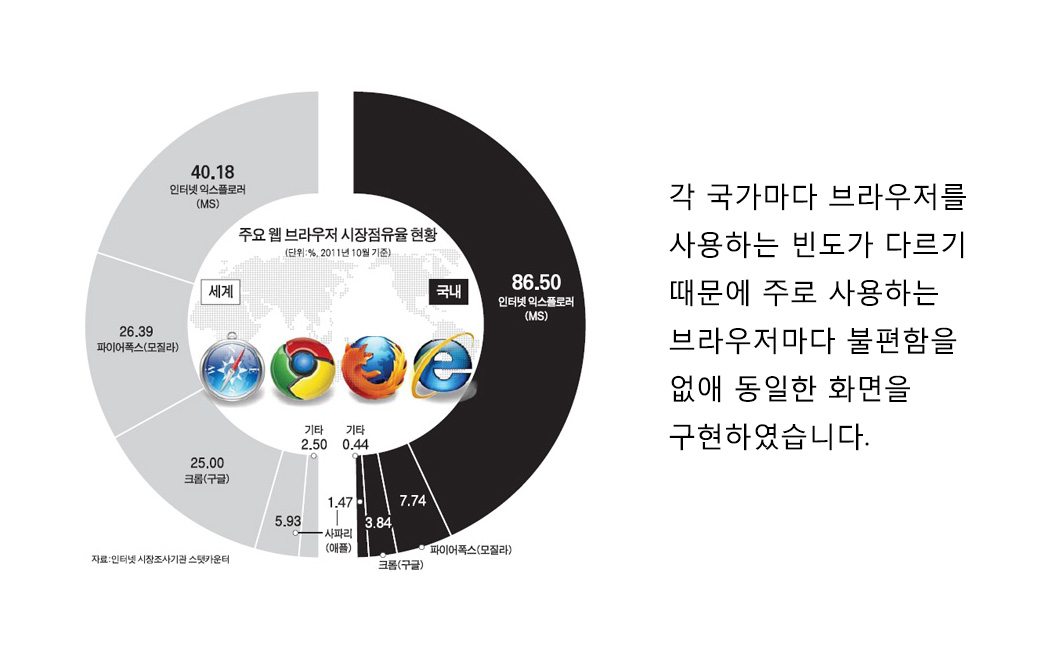 40.18
인터넷 익스플로러
(MS)
주요 웹 브라우저 시장점유율 현황
(단위:%, 2011년 10월 기준)
세계
국내
86.50
인터넷 익스플로러
(MS)
26.39
파이어폭스(모질라)
기타
2.50
기타
0.44
25.00
크롬(구글)
5.93
1.47
사파리
(애플)
3.84
7.74
파이어폭스(모질라)
크롬(구글)
자료:인터넷 시장조사기관 스탯카운터
각 국가마다 브라우저를
사용하는 빈도가 다르기
때문에 주로 사용하는
브라우저마다 불편함을
없애 동일한 화면을
구현하였습니다.